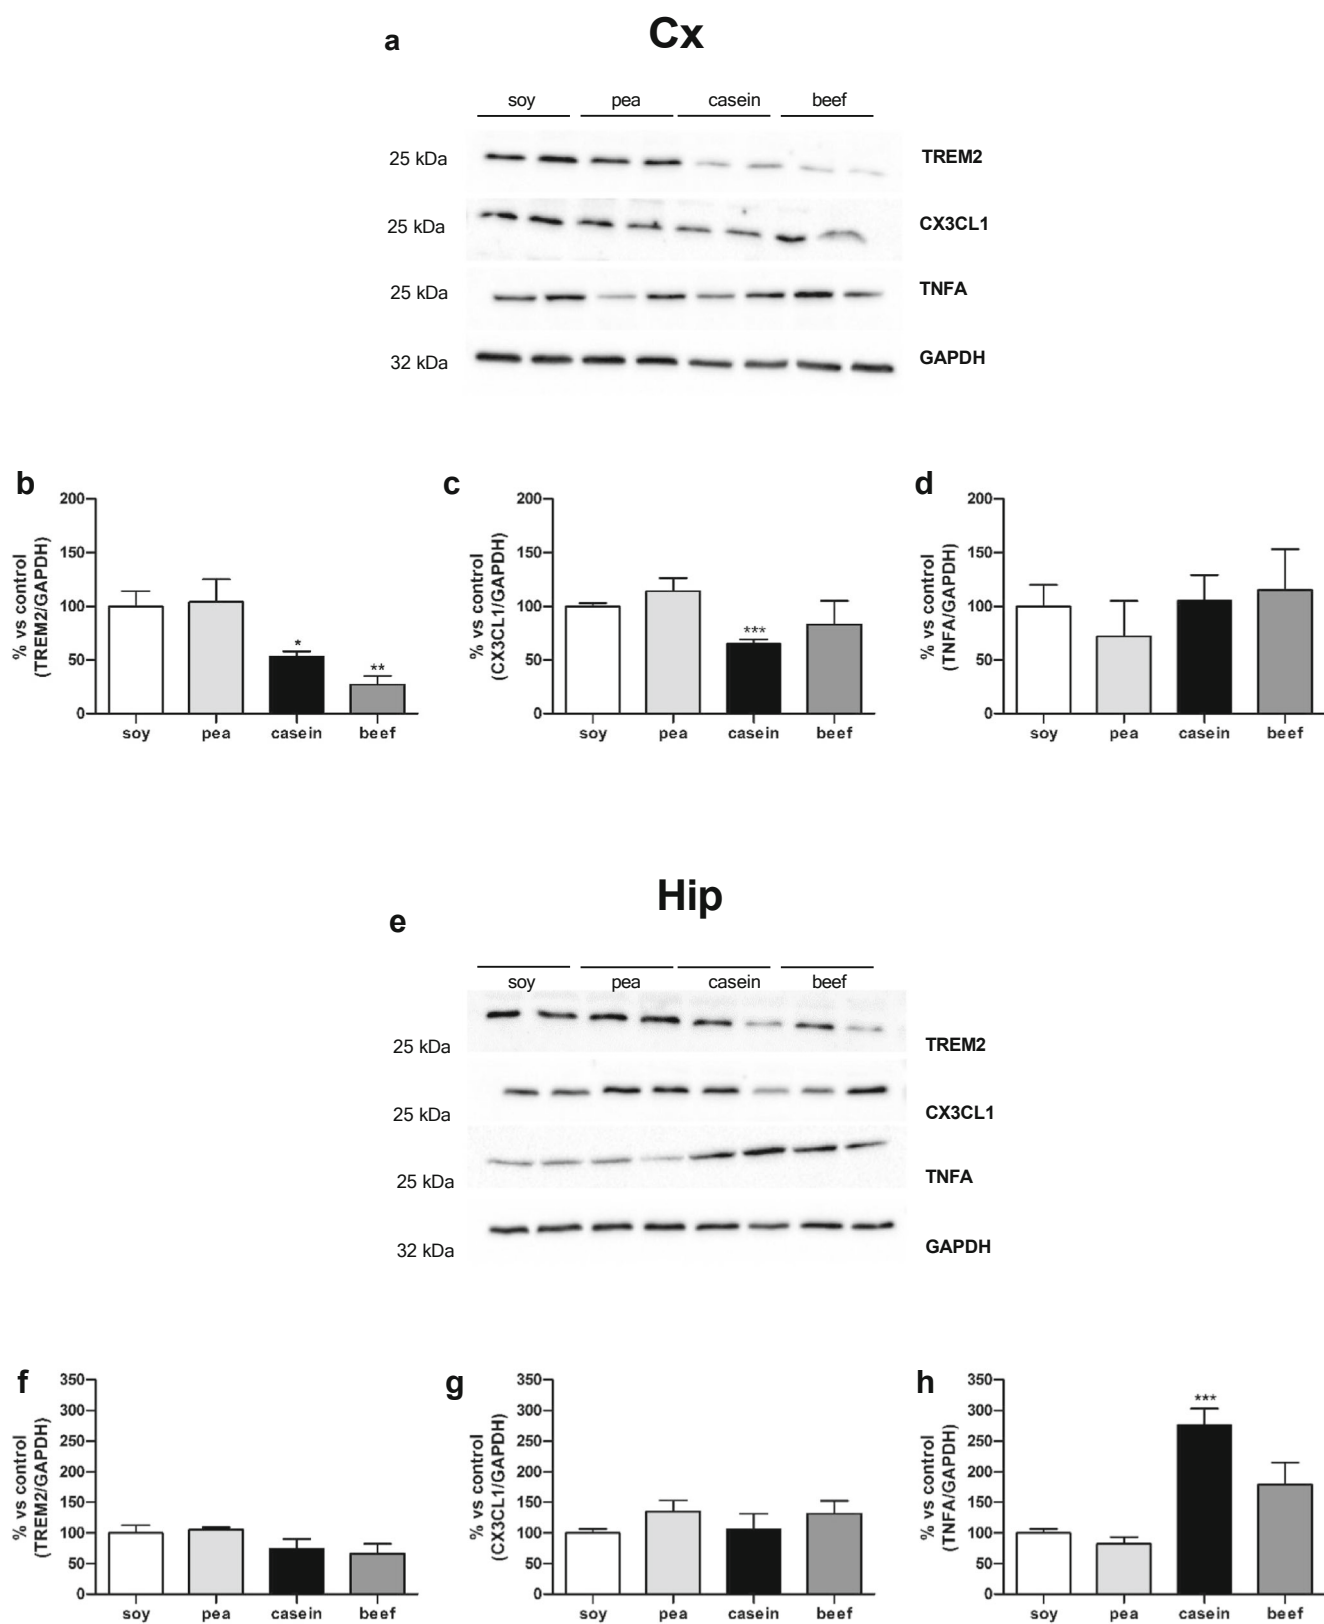 a
Cx
soy pea casein beef
25 kDa TREM2
25 kDa CX3CL1
25 kDa TNFA
32 kDa GAPDH
b
% vs control
(TREM2/GAPDH)
200
150
100
50
0
*
**
soy pea casein beef
c
% vs control
(CX3CL1/GAPDH)
200
150
100
50
0
***
soy pea casein beef
d
% vs control
(TNFA/GAPDH)
200
150
100
50
0
soy pea casein beef
Hip
e
soy pea casein beef
25 kDa TREM2
25 kDa CX3CL1
25 kDa TNFA
32 kDa GAPDH
f
% vs control
(TREM2/GAPDH)
350
300
250
200
150
100
50
0
soy pea casein beef
g
% vs control
(CX3CL1/GAPDH)
350
300
250
200
150
100
50
0
soy pea casein beef
h
% vs control
(TNFA/GAPDH)
350
300
250
200
150
100
50
0
***
soy pea casein beef